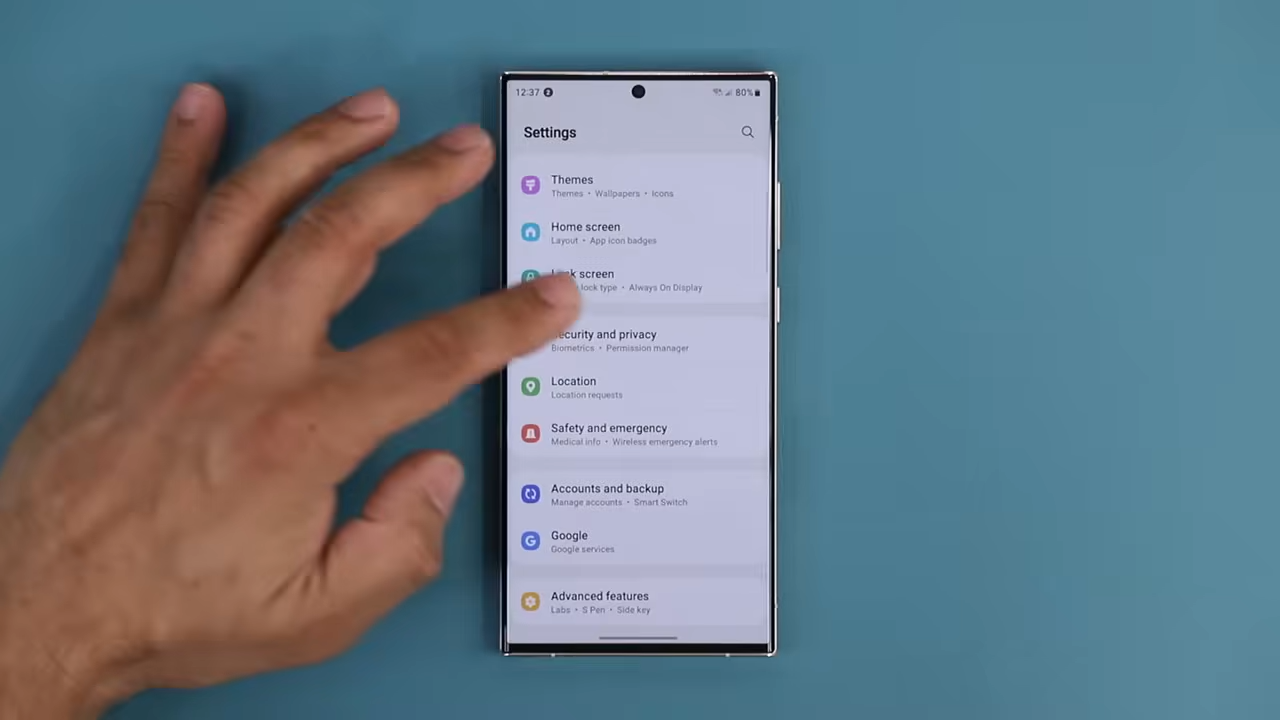 12:37 80%
Settings
Themes
Themes • Wallpapers • Icons
Home screen
Layout • App icon badges
screen
lock type • Always On Display
ecurity and privacy
Biometrics • Permission manager
Location
Location requests
Safety and emergency
Medical info • Wireless emergency alerts
Accounts and backup
Manage accounts • Smart Switch
Google
Google services
Advanced features
Labs • S Pen • Side key